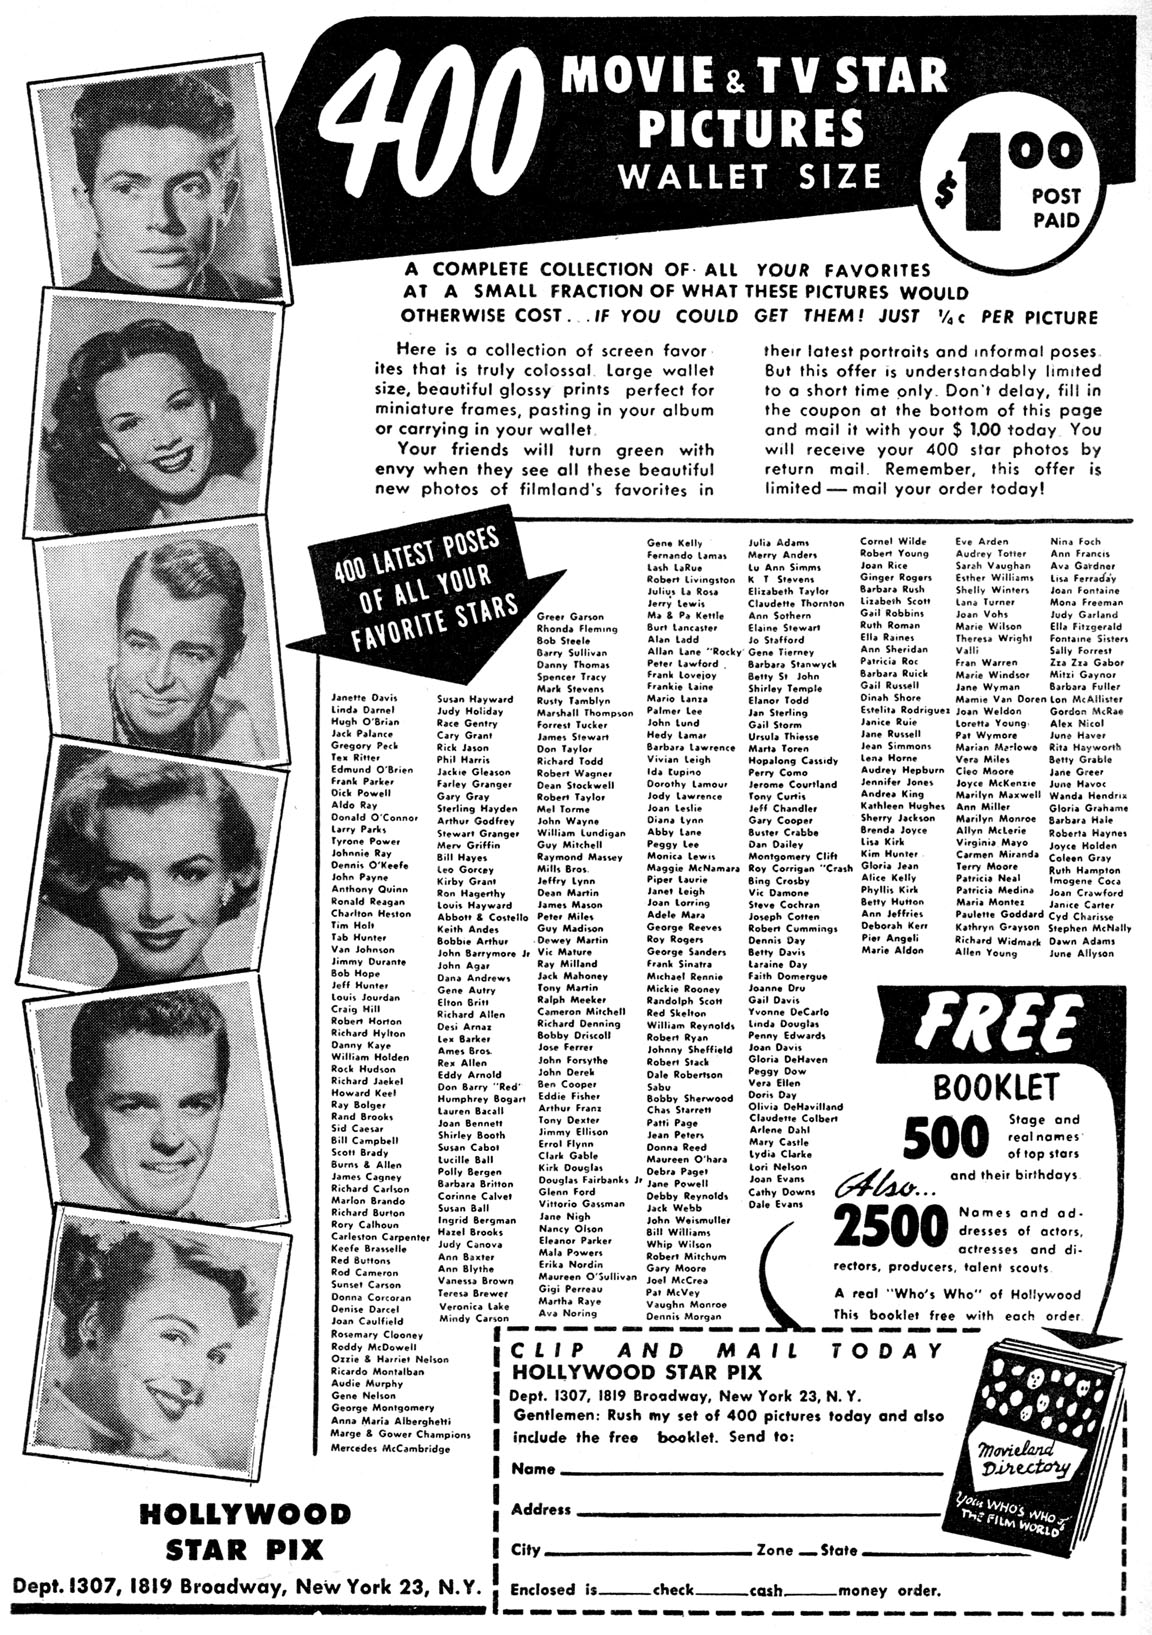 400 MOVIE & TV STAR
PICTURES
WALLET SIZE
$1.00
POST
PAID
A COMPLETE COLLECTION OF ALL YOUR FAVORITES
AT A SMALL FRACTION OF WHAT THESE PICTURES WOULD
OTHERWISE COST...IF YOU COULD GET THEM! JUST ¼c PER PICTURE
Here is a collection of screen favor
ites that is truly colossal. Large wallet
size, beautiful glossy prints perfect for
miniature frames, pasting in your album
or carrying in your wallet.
Your friends will turn green with
envy when they see all these beautiful
new photos of filmland's favorites in
their latest portraits and informal poses.
But this offer is understandably limited
to a short time only. Don't delay, fill in
the coupon at the bottom of this page
and mail it with your $ 1.00 today. You
will receive your 400 star photos by
return mail. Remember, this offer is
limited — mail your order today!
400 LATEST POSES
OF ALL YOUR
FAVORITE STARS
Janette Davis
Linda Darnel
Hugh O'Brian
Jack Palance
Gregory Peck
Tex Ritter
Edmund O'Brien
Frank Parker
Dick Powell
Aldo Ray
Donald O'Connor
Larry Parks
Tyrone Power
Johnnie Ray
Dennis O'Keefe
John Payne
Anthony Quinn
Ronald Reagan
Charlton Heston
Tim Holt
Tab Hunter
Van Johnson
Jimmy Durante
Bob Hope
Jeff Hunter
Louis Jourdan
Craig Hill
Robert Horton
Richard Hylton
Danny Kaye
William Holden
Rock Hudson
Richard Jaekel
Howard Keel
Ray Bolger
Rand Brooks
Sid Caesar
Bill Campbell
Scott Brady
Burns & Allen
James Cagney
Richard Carlson
Marlon Brando
Richard Burton
Rory Calhoun
Carleston Carpenter
Keefe Brasselle
Red Buttons
Rod Cameron
Sunset Carson
Donna Corcoran
Denise Darcel
Joan Caulfield
Rosemary Clooney
Roddy McDowell
Ozzie & Harriet Nelson
Ricardo Montalban
Audie Murphy
Gene Nelson
George Montgomery
Anna Maria Alberghetti
Marge & Gower Champions
Mercedes McCambridge
Susan Hayward
Judy Holiday
Race Gentry
Cary Grant
Rick Jason
Phil Harris
Jackie Gleason
Farley Granger
Gary Gray
Sterling Hayden
Arthur Godfrey
Stewart Granger
Merv Griffin
Bill Hayes
Leo Gorcey
Kirby Grant
Ron Hagerthy
Louis Hayward
Abbott & Costello
Keith Andes
Bobbie Arthur
John Barrymore Jr
John Agar
Dana Andrews
Gene Autry
Elton Britt
Richard Allen
Desi Arnaz
Lex Barker
Ames Bros.
Rex Allen
Eddy Arnold
Don Barry "Red"
Humphrey Bogart
Lauren Bacall
Joan Bennett
Shirley Booth
Susan Cabot
Lucille Ball
Polly Bergen
Barbara Britton
Corinne Calvet
Susan Ball
Ingrid Bergman
Hazel Brooks
Judy Canova
Ann Baxter
Ann Blythe
Vanessa Brown
Teresa Brewer
Veronica Lake
Mindy Carson
Greer Garson
Rhonda Fleming
Bob Steele
Barry Sullivan
Danny Thomas
Spencer Tracy
Mark Stevens
Rusty Tamblyn
Marshall Thompson
Forrest Tucker
James Stewart
Don Taylor
Richard Todd
Robert Wagner
Dean Stockwell
Robert Taylor
Mel Torme
John Wayne
William Lundigan
Guy Mitchell
Raymond Massey
Mills Bros.
Jeffry Lynn
Dean Martin
James Mason
Peter Miles
Guy Madison
Dewey Martin
Vic Mature
Ray Milland
Jack Mahoney
Tony Martin
Ralph Meeker
Cameron Mitchell
Richard Denning
Bobby Driscoll
Jose Ferrer
John Forsythe
John Derek
Ben Cooper
Eddie Fisher
Arthur Franz
Tony Dexter
Jimmy Ellison
Errol Flynn
Clark Gable
Kirk Douglas
Douglas Fairbanks Jr
Glenn Ford
Vittorio Gassman
Jane Nigh
Nancy Olson
Eleanor Parker
Mala Powers
Erika Nordin
Maureen O'Sullivan
Gigi Perreau
Martha Raye
Ava Noring
Gene Kelly
Fernando Lamas
Lash LaRue
Robert Livingston
Julius La Rosa
Jerry Lewis
Ma & Pa Kettle
Burt Lancaster
Alan Ladd
Allan Lane "Rocky"
Peter Lawford
Frank Lovejoy
Frankie Laine
Mario Lanza
Palmer Lee
John Lund
Hedy Lamar
Barbara Lawrence
Vivian Leigh
Ida Lupino
Dorothy Lamour
Jody Lawrence
Joan Leslie
Diana Lynn
Abby Lane
Peggy Lee
Monica Lewis
Maggie McNamara
Piper Laurie
Janet Leigh
Joan Lorring
Adele Mara
George Reeves
Roy Rogers
George Sanders
Frank Sinatra
Michael Rennie
Mickie Rooney
Randolph Scott
Red Skelton
William Reynolds
Robert Ryan
Johnny Sheffield
Robert Stack
Dale Robertson
Sabu
Bobby Sherwood
Chas Starrett
Patti Page
Jean Peters
Donna Reed
Maureen O'hara
Debra Paget
Jane Powell
Debby Reynolds
Jack Webb
John Weismuller
Bill Williams
Whip Wilson
Robert Mitchum
Gary Moore
Joel McCrea
Pat McVey
Vaughn Monroe
Dennis Morgan
Julia Adams
Merry Anders
Lu Ann Simms
K T Stevens
Elizabeth Taylor
Claudette Thornton
Ann Sothern
Elaine Stewart
Jo Stafford
Gene Tierney
Barbara Stanwyck
Betty St John
Shirley Temple
Elanor Todd
Jan Sterling
Gail Storm
Ursula Thiesse
Marta Toren
Hopalong Cassidy
Perry Como
Jerome Courtland
Tony Curtis
Jeff Chandler
Gary Cooper
Buster Crabbe
Dan Dailey
Montgomery Clift
Roy Corrigan "Crash
Bing Crosby
Vic Damone
Steve Cochran
Joseph Cotten
Robert Cummings
Dennis Day
Betty Davis
Laraine Day
Faith Domergue
Joanne Dru
Gail Davis
Yvonne DeCarlo
Linda Douglas
Penny Edwards
Joan Davis
Gloria DeHaven
Peggy Dow
Vera Ellen
Doris Day
Olivia DeHavilland
Claudette Colbert
Arlene Dahl
Mary Castle
Lydia Clarke
Lori Nelson
Joan Evans
Cathy Downs
Dale Evans
Cornel Wilde
Robert Young
Joan Rice
Ginger Rogers
Barbara Rush
Lizabeth Scott
Gail Robbins
Ruth Roman
Ella Raines
Ann Sheridan
Patricia Roc
Barbara Ruick
Gail Russell
Dinah Shore
Estelita Rodriguez
Janice Ruie
Jane Russell
Jean Simmons
Lena Horne
Audrey Hepburn
Jennifer Jones
Andrea King
Kathleen Hughes
Sherry Jackson
Brenda Joyce
Lisa Kirk
Kim Hunter
Gloria Jean
Alice Kelly
Phyllis Kirk
Betty Hutton
Ann Jeffries
Deborah Kerr
Pier Angeli
Marie Aldon
Eve Arden
Audrey Totter
Sarah Vaughan
Esther Williams
Shelly Winters
Lana Turner
Joan Vohs
Marie Wilson
Theresa Wright
Valli
Fran Warren
Marie Windsor
Jane Wyman
Mamie Van Doren
Joan Weldon
Loretta Young
Pat Wymore
Marian Marlowe
Vera Miles
Cleo Moore
Joyce McKenzie
Marilyn Maxwell
Ann Miller
Marilyn Monroe
Allyn McLerie
Virginia Mayo
Carmen Miranda
Terry Moore
Patricia Neal
Patricia Medina
Maria Montez
Paulette Goddard
Kathryn Grayson
Richard Widmark
Allen Young
Nina Foch
Ann Francis
Ava Gardner
Lisa Ferraday
Joan Fontaine
Mona Freeman
Judy Garland
Ella Fitzgerald
Fontaine Sisters
Sally Forrest
Zza Zza Gabor
Mitzi Gaynor
Barbara Fuller
Lon McAllister
Gordon McRae
Alex Nicol
June Haver
Rita Hayworth
Betty Grable
Jane Greer
June Havoc
Wanda Hendrix
Gloria Grahame
Barbara Hale
Roberta Haynes
Joyce Holden
Coleen Gray
Ruth Hampton
Imogene Coca
Joan Crawford
Janice Carter
Cyd Charisse
Stephen McNally
Dawn Adams
June Allyson
FREE
BOOKLET
500 Stage and
real names
of top stars
and their birthdays.
Also...
2500 Names and ad-
dresses of actors,
actresses and di-
rectors, producers, talent scouts.
A real "Who's Who" of Hollywood
This booklet free with each order.
CLIP AND MAIL TODAY
HOLLYWOOD STAR PIX
Dept. 1307, 1819 Broadway, New York 23, N.Y.
Gentlemen: Rush my set of 400 pictures today and also
include the free booklet. Send to:
Name
Address
City Zone State
Enclosed is check cash money order.
Movieland
Directory
Your WHO'S WHO of
THE FILM WORLD
HOLLYWOOD
STAR PIX
Dept. 1307, 1819 Broadway, New York 23, N.Y.